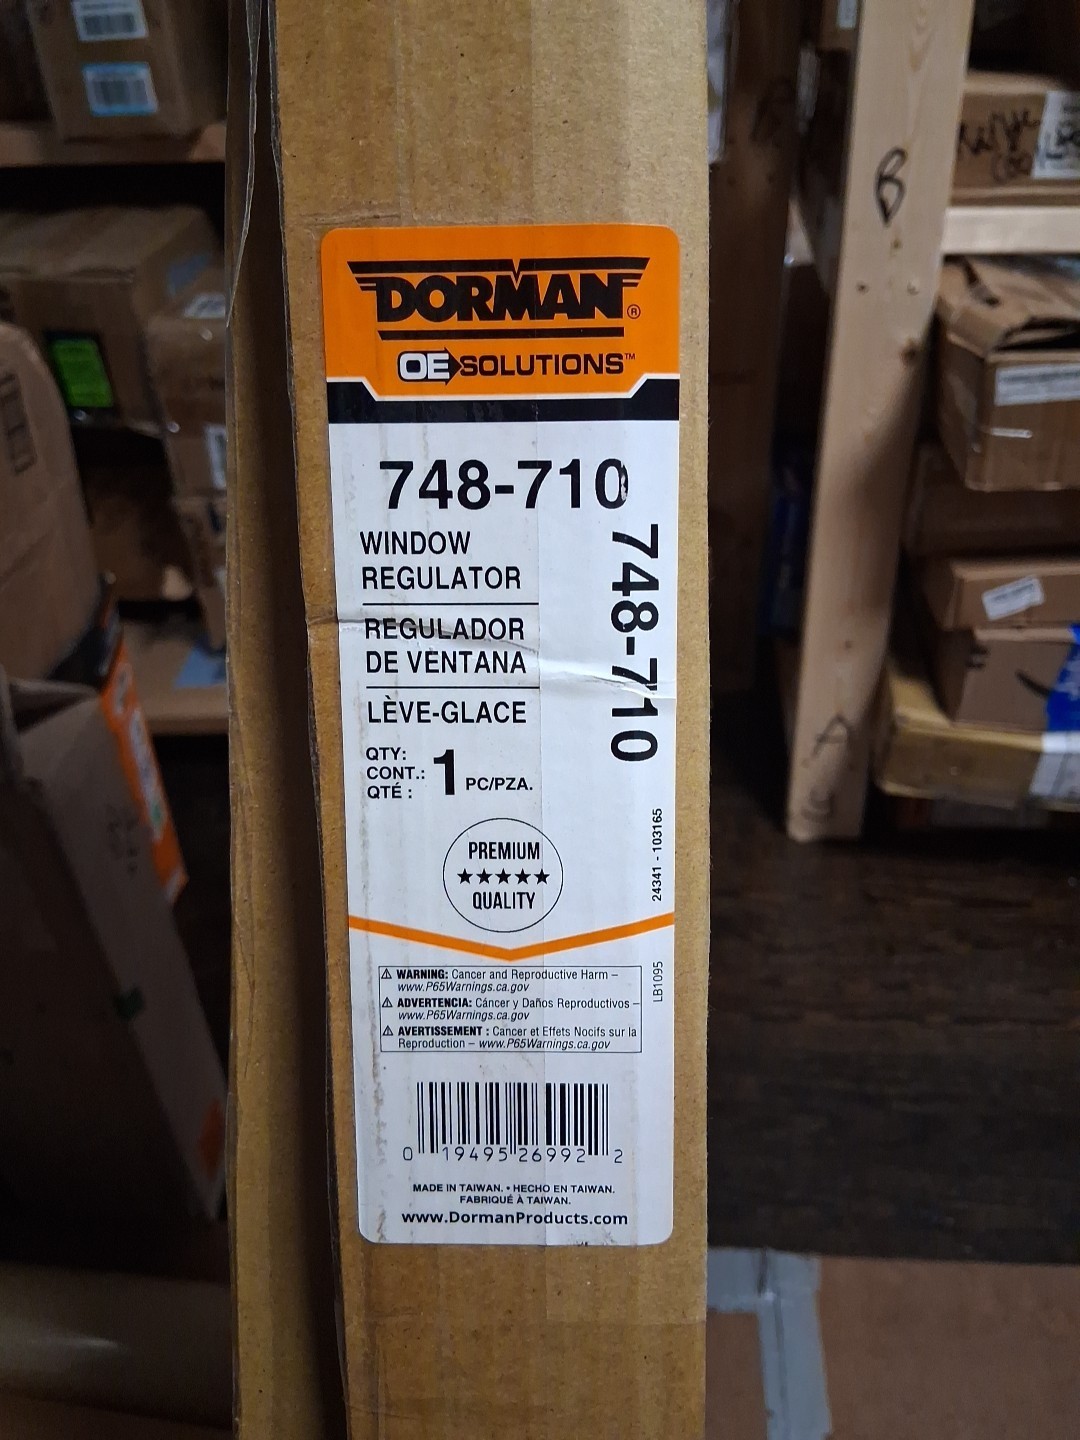 DORMAN®
OE SOLUTIONS™
748-710
WINDOW
REGULATOR
REGULADOR
DE VENTANA
LÈVE-GLACE
QTY:
CONT.: 1 PC/PZA.
QTÉ :
748-710
PREMIUM
★★★★★
QUALITY
24341 - 103165
LB1095
⚠ WARNING: Cancer and Reproductive Harm –
www.P65Warnings.ca.gov
⚠ ADVERTENCIA: Cáncer y Daños Reproductivos –
www.P65Warnings.ca.gov
⚠ AVERTISSEMENT : Cancer et Effets Nocifs sur la
Reproduction – www.P65Warnings.ca.gov
0 19495 26992 2
MADE IN TAIWAN. • HECHO EN TAIWAN.
FABRIQUÉ À TAIWAN.
www.DormanProducts.com
B
A